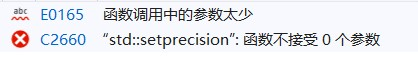 abc E0165 函数调用中的参数太少
C2660 “std::setprecision”: 函数不接受 0 个参数